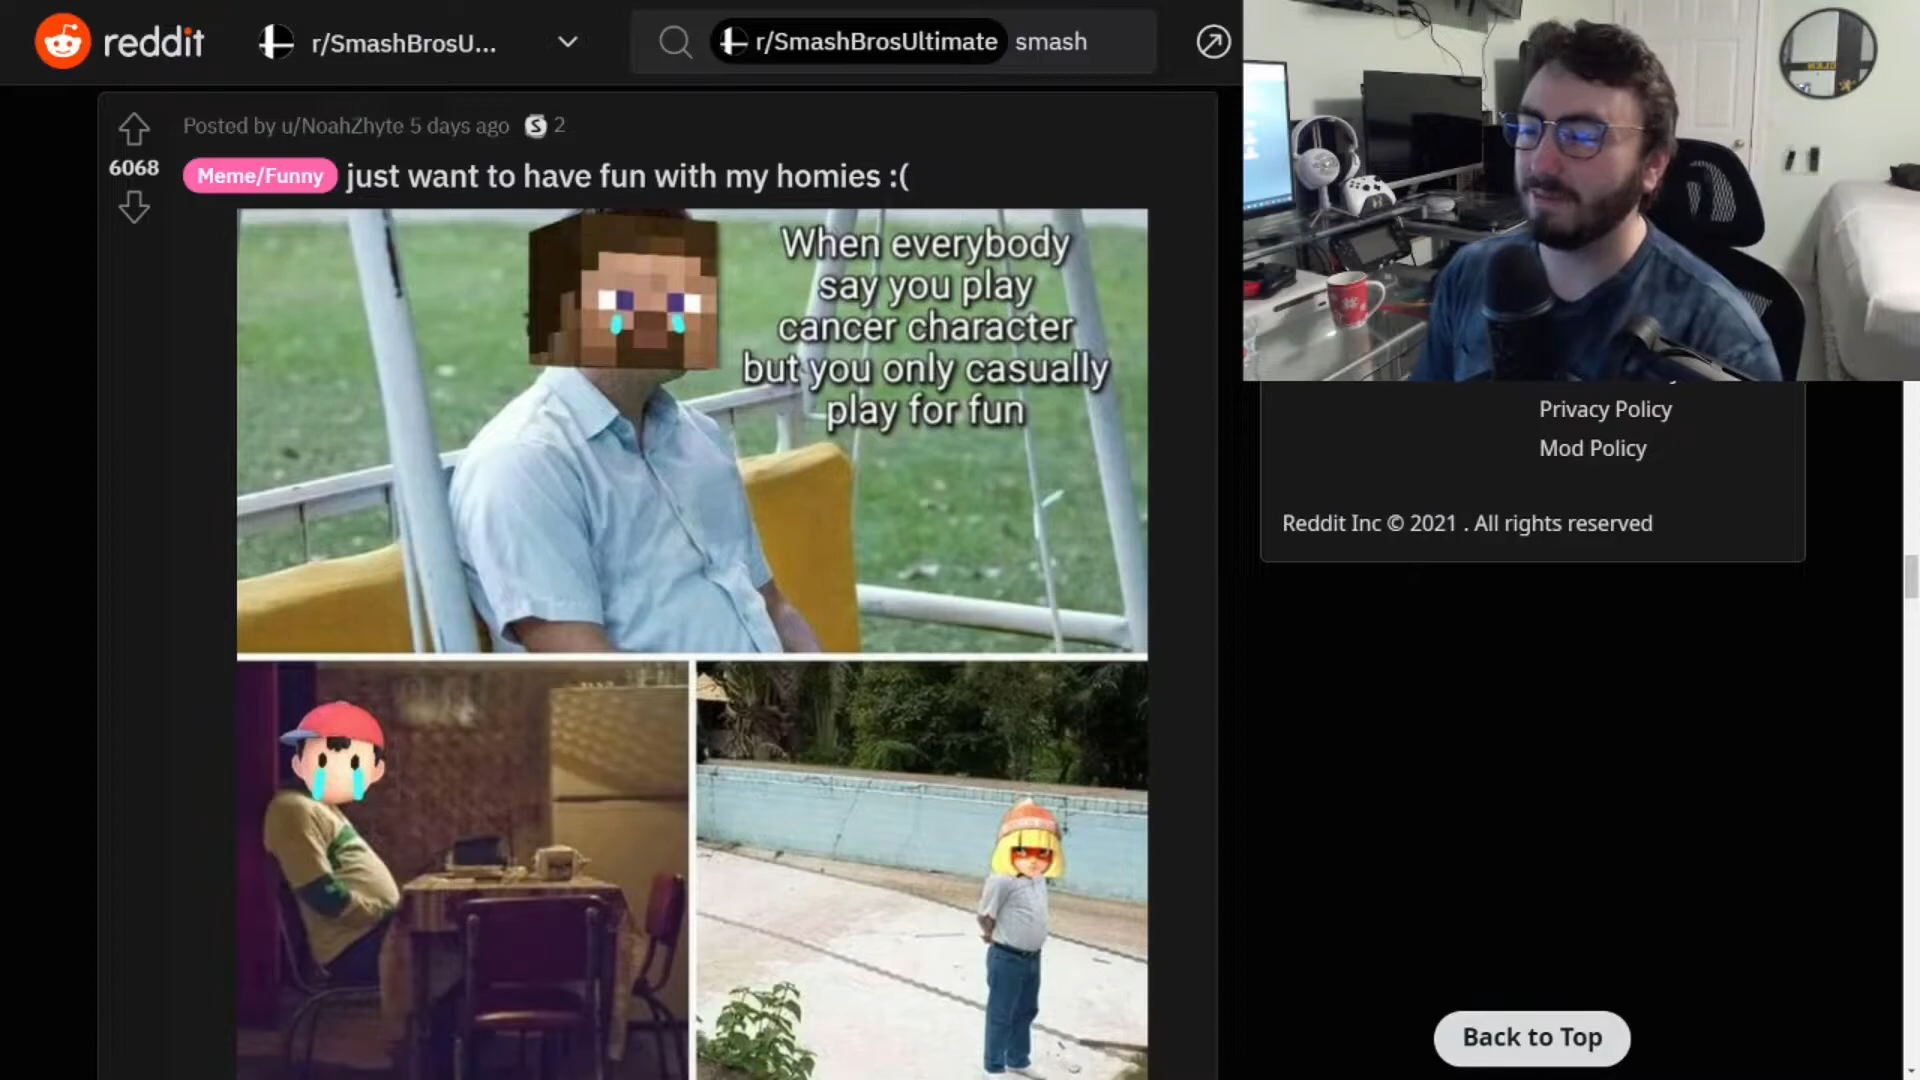 reddit
r/SmashBrosU...
r/SmashBrosUltimate smash
Posted by u/NoahZhyte 5 days ago S 2
6068
Meme/Funny just want to have fun with my homies :(
When everybody
say you play
cancer character
but you only casually
play for fun
Privacy Policy
Mod Policy
Reddit Inc © 2021 . All rights reserved
Back to Top